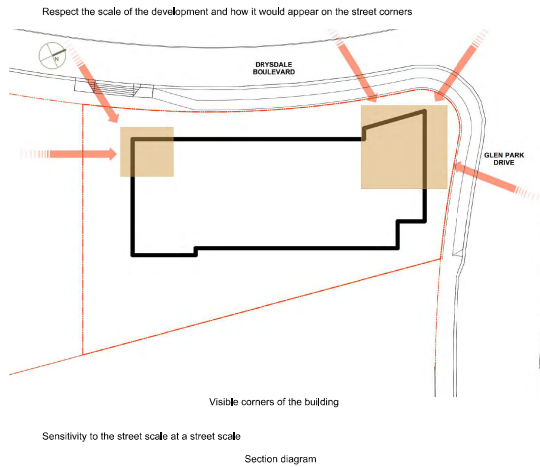 Respect the scale of the development and how it would appear on the street corners
DRYSDALE
BOULEVARD
N
GLEN PARK
DRIVE
Visible corners of the building
Sensitivity to the street scale at a street scale
Section diagram